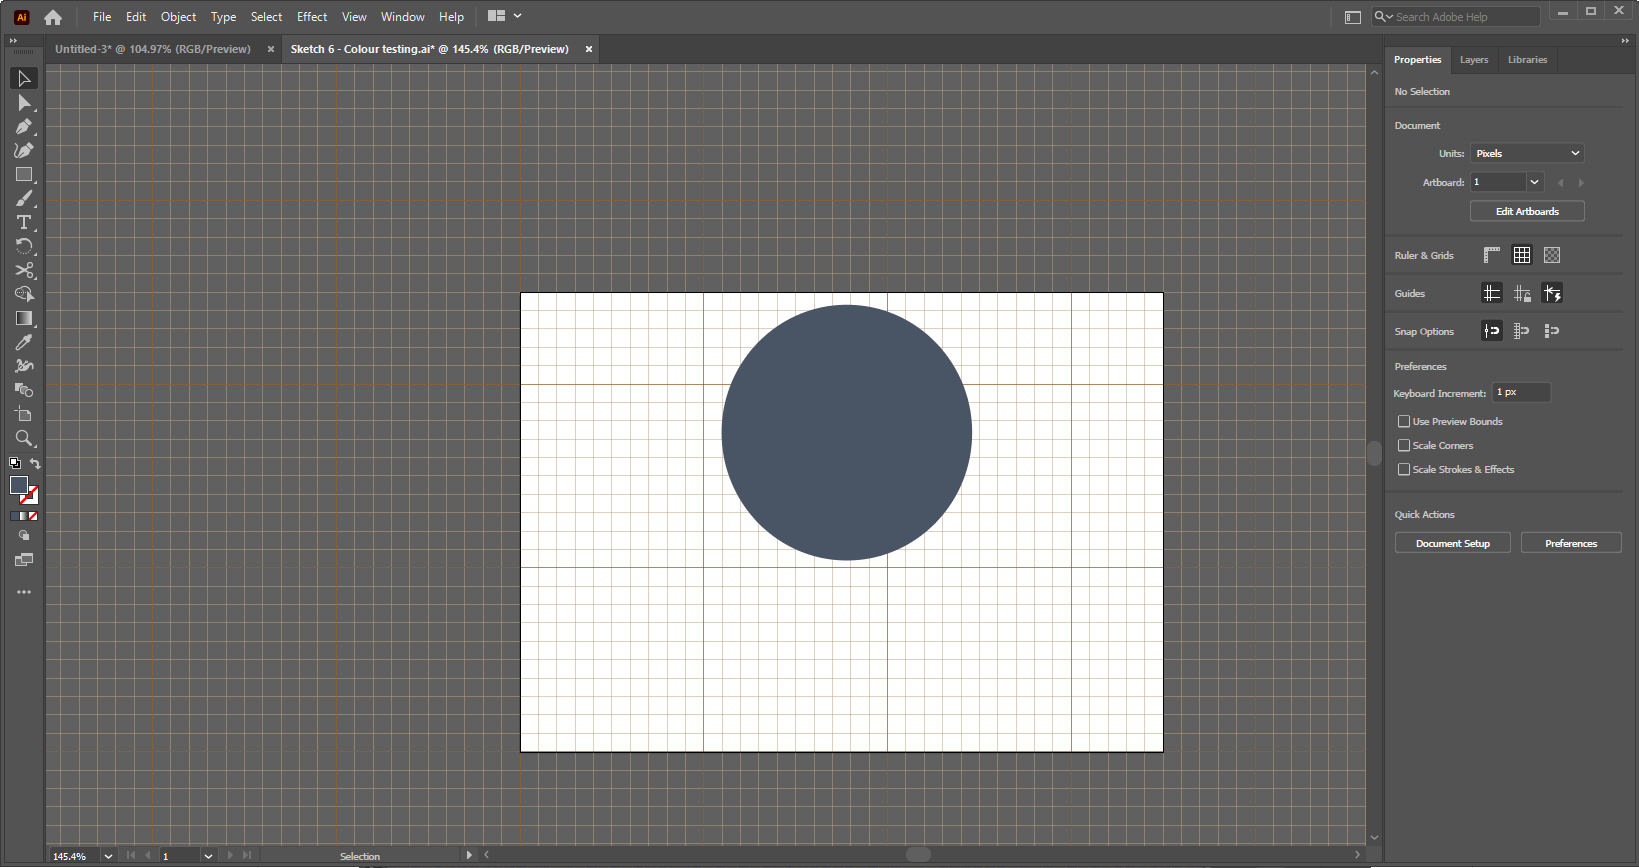 Ai File Edit Object Type Select Effect View Window Help Search Adobe Help
Untitled-3* @ 104.97% (RGB/Preview) × Sketch 6 - Colour testing.ai* @ 145.4% (RGB/Preview) ×
Properties Layers Libraries
No Selection
Document
Units: Pixels
Artboard: 1
Edit Artboards
Ruler & Grids
Guides
Snap Options
Preferences
Keyboard Increment: 1 px
Use Preview Bounds
Scale Corners
Scale Strokes & Effects
Quick Actions
Document Setup Preferences
145.4% 1 Selection